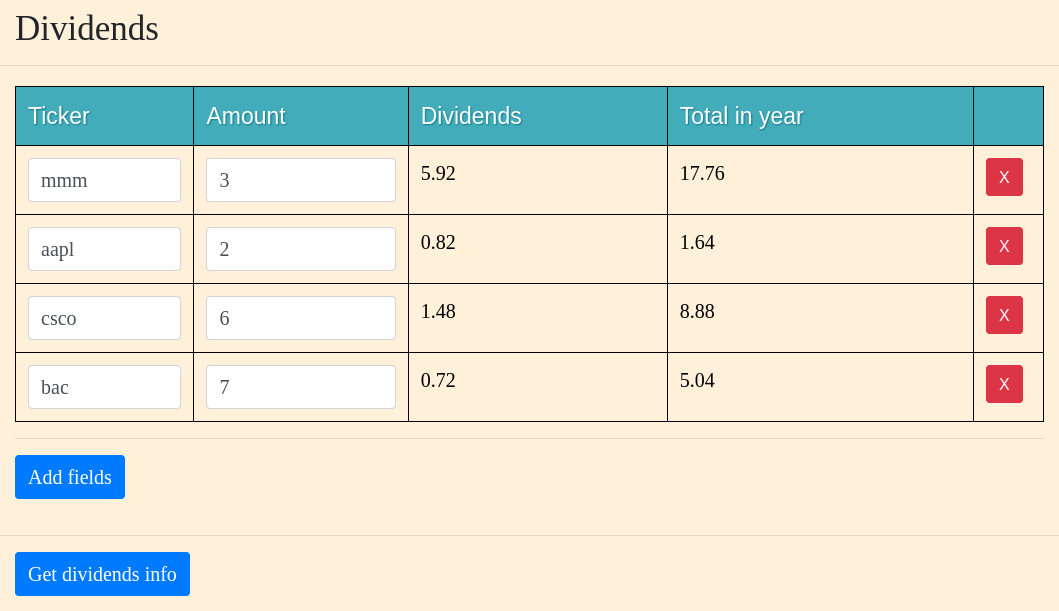 Dividends
Ticker Amount Dividends Total in year
mmm 3 5.92 17.76 X
aapl 2 0.82 1.64 X
csco 6 1.48 8.88 X
bac 7 0.72 5.04 X
Add fields
Get dividends info